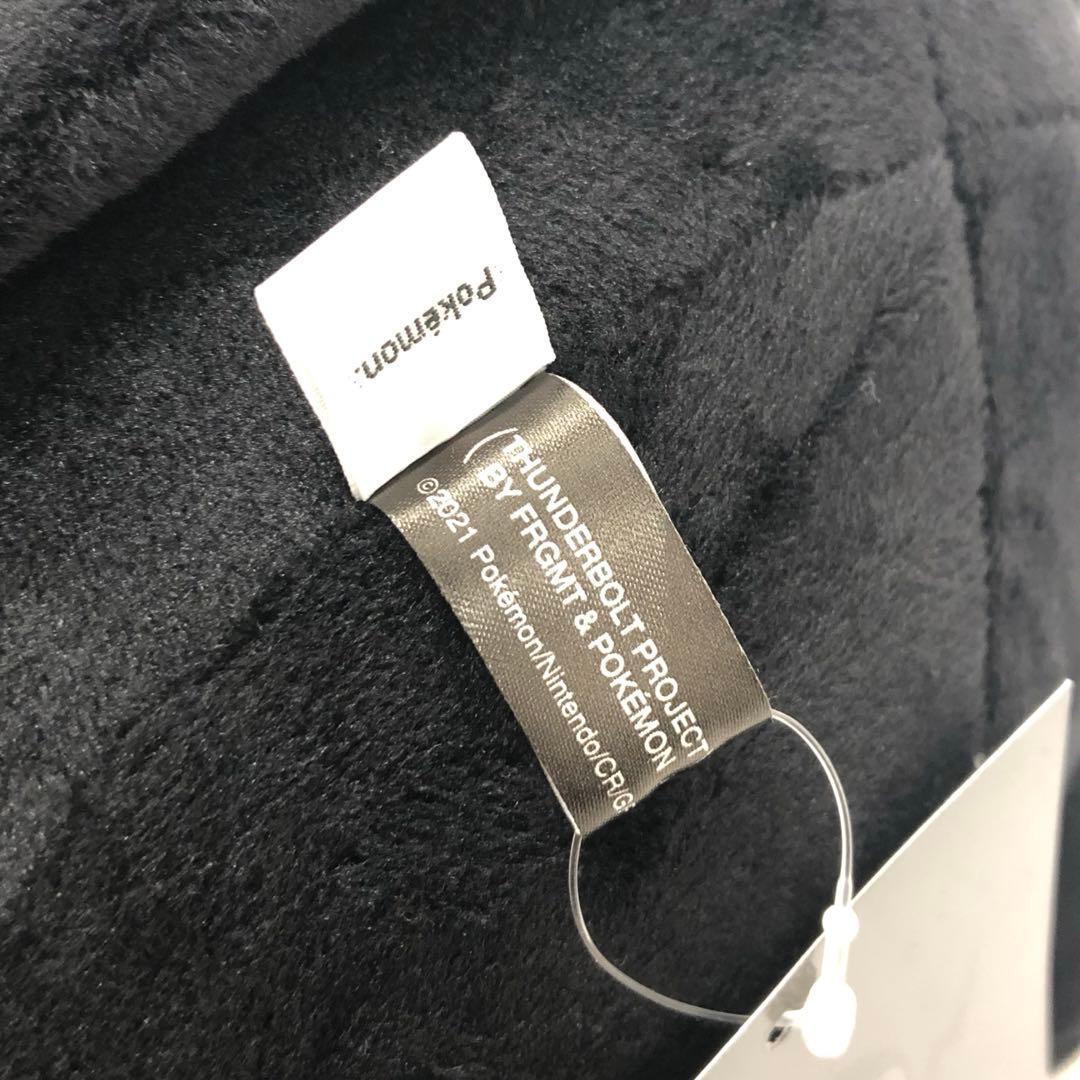 Pokémon.
(THUNDERBOLT PROJECT
BY FRGMT & POKÉMON
©2021 Pokémon/Nintendo/CR/